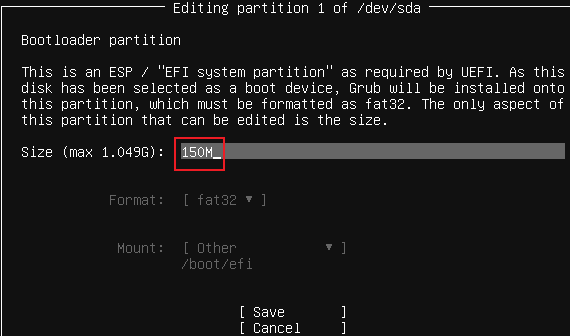 Editing partition 1 of /dev/sda
Bootloader partition
This is an ESP / "EFI system partition" as required by UEFI. As this
disk has been selected as a boot device, Grub will be installed onto
this partition, which must be formatted as fat32. The only aspect of
this partition that can be edited is the size.
Size (max 1.049G): 150M_
Format: [ fat32 ▾ ]
Mount: [ Other ▾ ]
/boot/efi
[ Save ]
[ Cancel ]